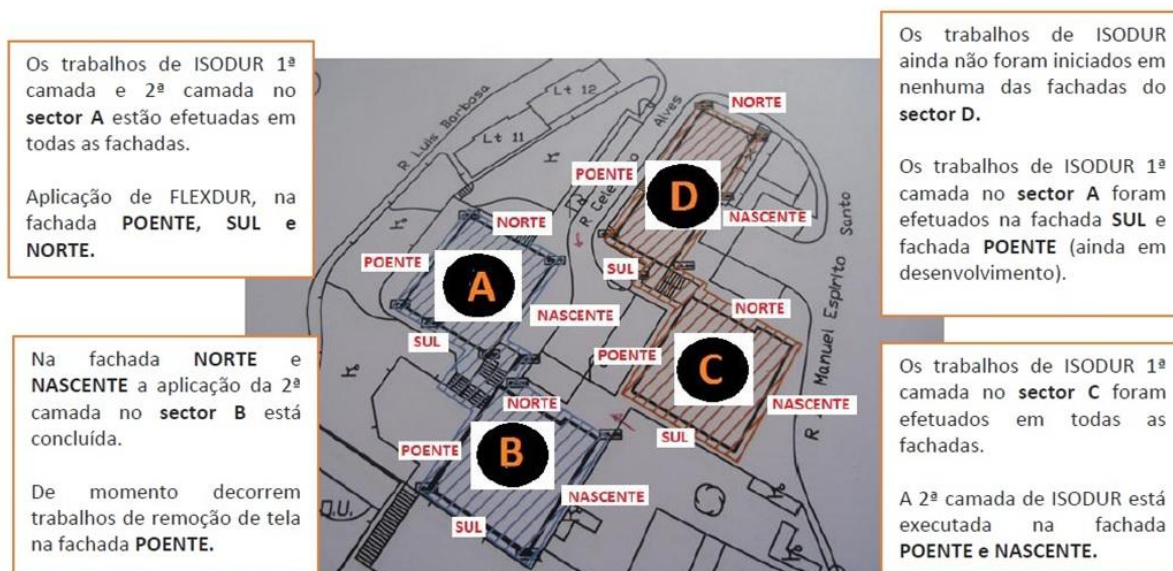 Os trabalhos de ISODUR 1ª
camada e 2ª camada no
sector A estão efetuadas em
todas as fachadas.
Aplicação de FLEXDUR, na
fachada POENTE, SUL e
NORTE.
Na fachada NORTE e
NASCENTE a aplicação da 2ª
camada no sector B está
concluída.
De momento decorrem
trabalhos de remoção de tela
na fachada POENTE.
R Luis Barbosa
Lt 12
Lt 11
Alves
R Cele
NORTE
POENTE
D
NASCENTE
SUL
NORTE
POENTE
A
NASCENTE
SUL
NORTE
POENTE
C
NASCENTE
SUL
NORTE
POENTE
B
NASCENTE
SUL
R
Manuel Espirito Santo
Os trabalhos de ISODUR
ainda não foram iniciados em
nenhuma das fachadas do
sector D.
Os trabalhos de ISODUR 1ª
camada no sector A foram
efetuados na fachada SUL e
fachada POENTE (ainda em
desenvolvimento).
Os trabalhos de ISODUR 1ª
camada no sector C foram
efetuados em todas as
fachadas.
A 2ª camada de ISODUR está
executada na fachada
POENTE e NASCENTE.